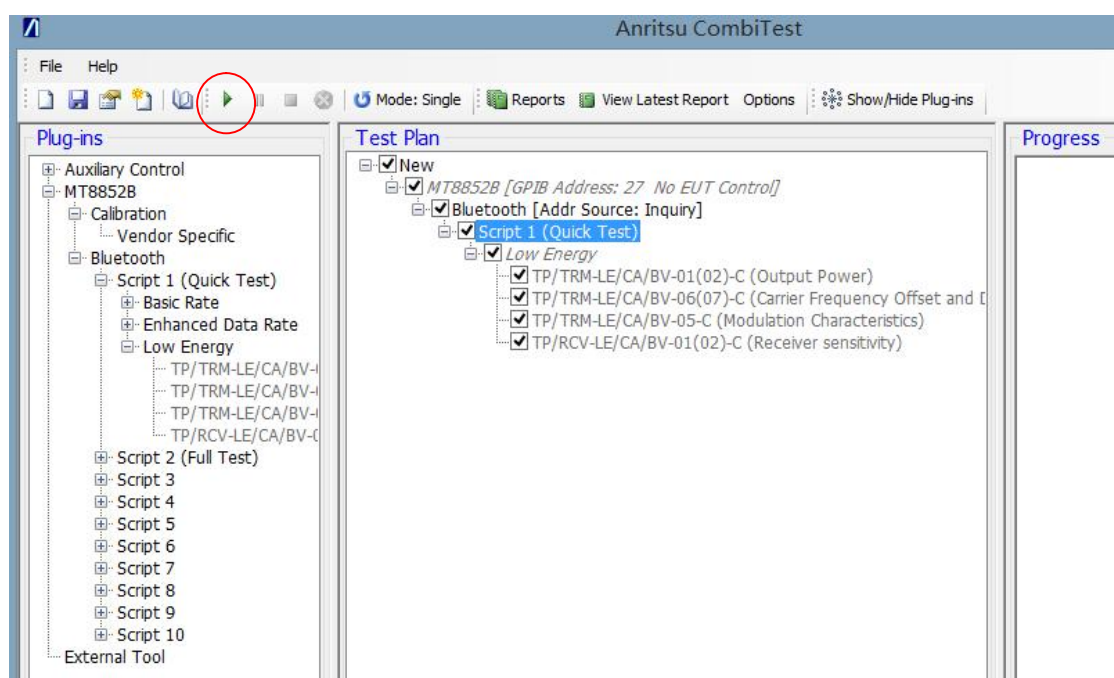 Anritsu CombiTest
File Help
Mode: Single Reports View Latest Report Options Show/Hide Plug-ins
Plug-ins
Auxiliary Control
MT8852B
Calibration
Vendor Specific
Bluetooth
Script 1 (Quick Test)
Basic Rate
Enhanced Data Rate
Low Energy
TP/TRM-LE/CA/BV-
TP/TRM-LE/CA/BV-
TP/TRM-LE/CA/BV-
TP/RCV-LE/CA/BV-
Script 2 (Full Test)
Script 3
Script 4
Script 5
Script 6
Script 7
Script 8
Script 9
Script 10
External Tool
Test Plan
New
MT8852B [GPIB Address: 27 No EUT Control]
Bluetooth [Addr Source: Inquiry]
Script 1 (Quick Test)
Low Energy
TP/TRM-LE/CA/BV-01(02)-C (Output Power)
TP/TRM-LE/CA/BV-06(07)-C (Carrier Frequency Offset and
TP/TRM-LE/CA/BV-05-C (Modulation Characteristics)
TP/RCV-LE/CA/BV-01(02)-C (Receiver sensitivity)
Progress